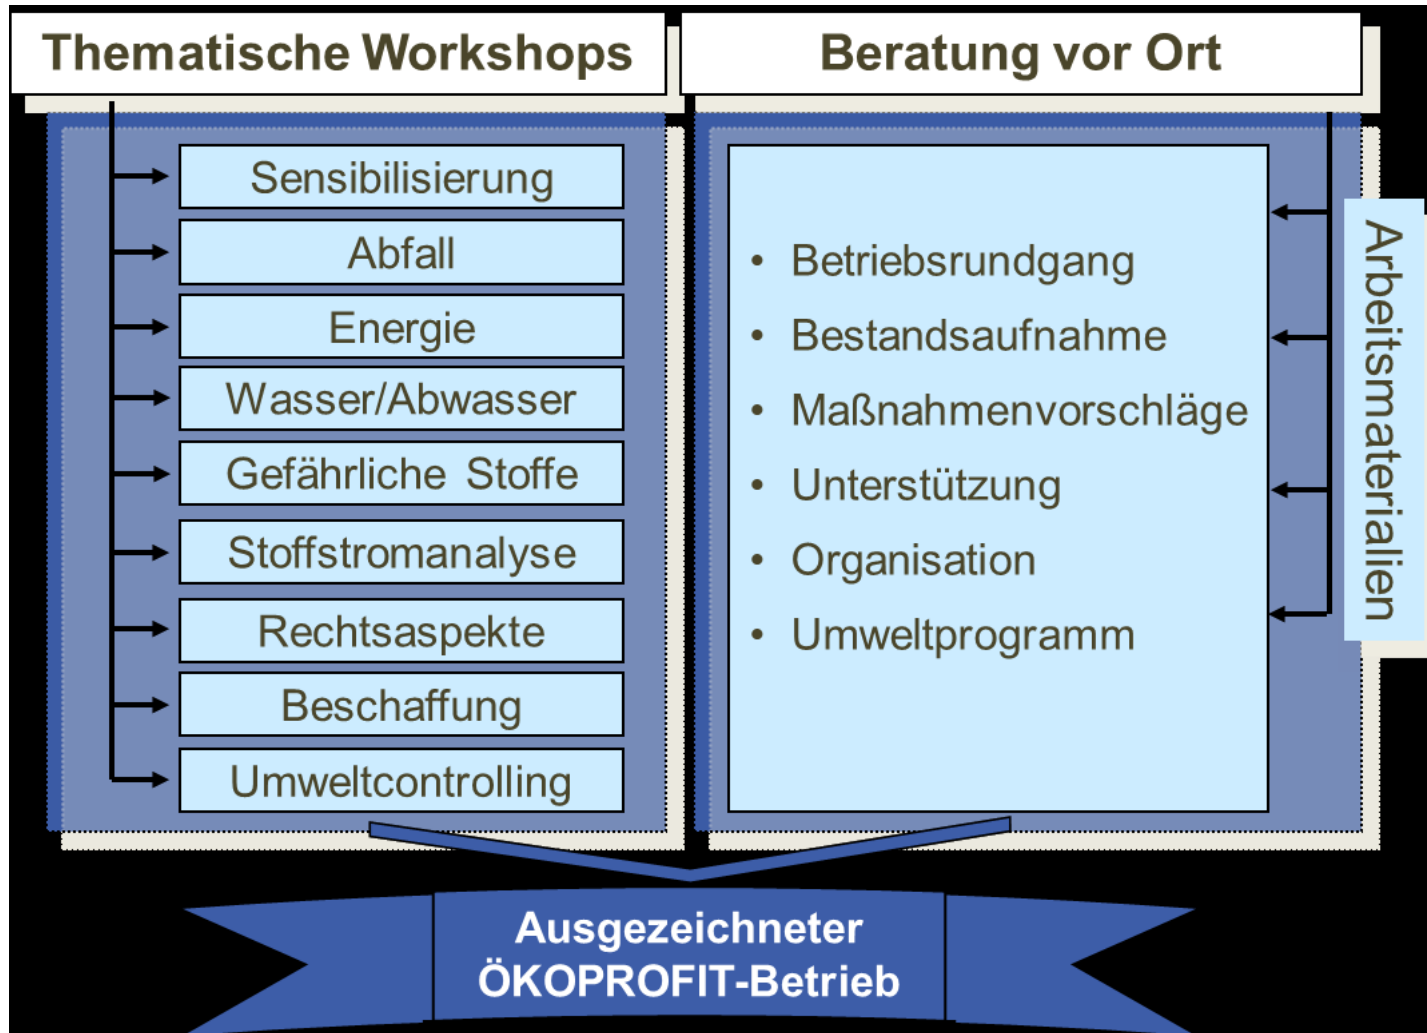 Thematische Workshops
Sensibilisierung
Abfall
Energie
Wasser/Abwasser
Gefährliche Stoffe
Stoffstromanalyse
Rechtsaspekte
Beschaffung
Umweltcontrolling
Beratung vor Ort
• Betriebsrundgang
• Bestandsaufnahme
• Maßnahmenvorschläge
• Unterstützung
• Organisation
• Umweltprogramm
Arbeitsmaterialien
Ausgezeichneter
ÖKOPROFIT-Betrieb